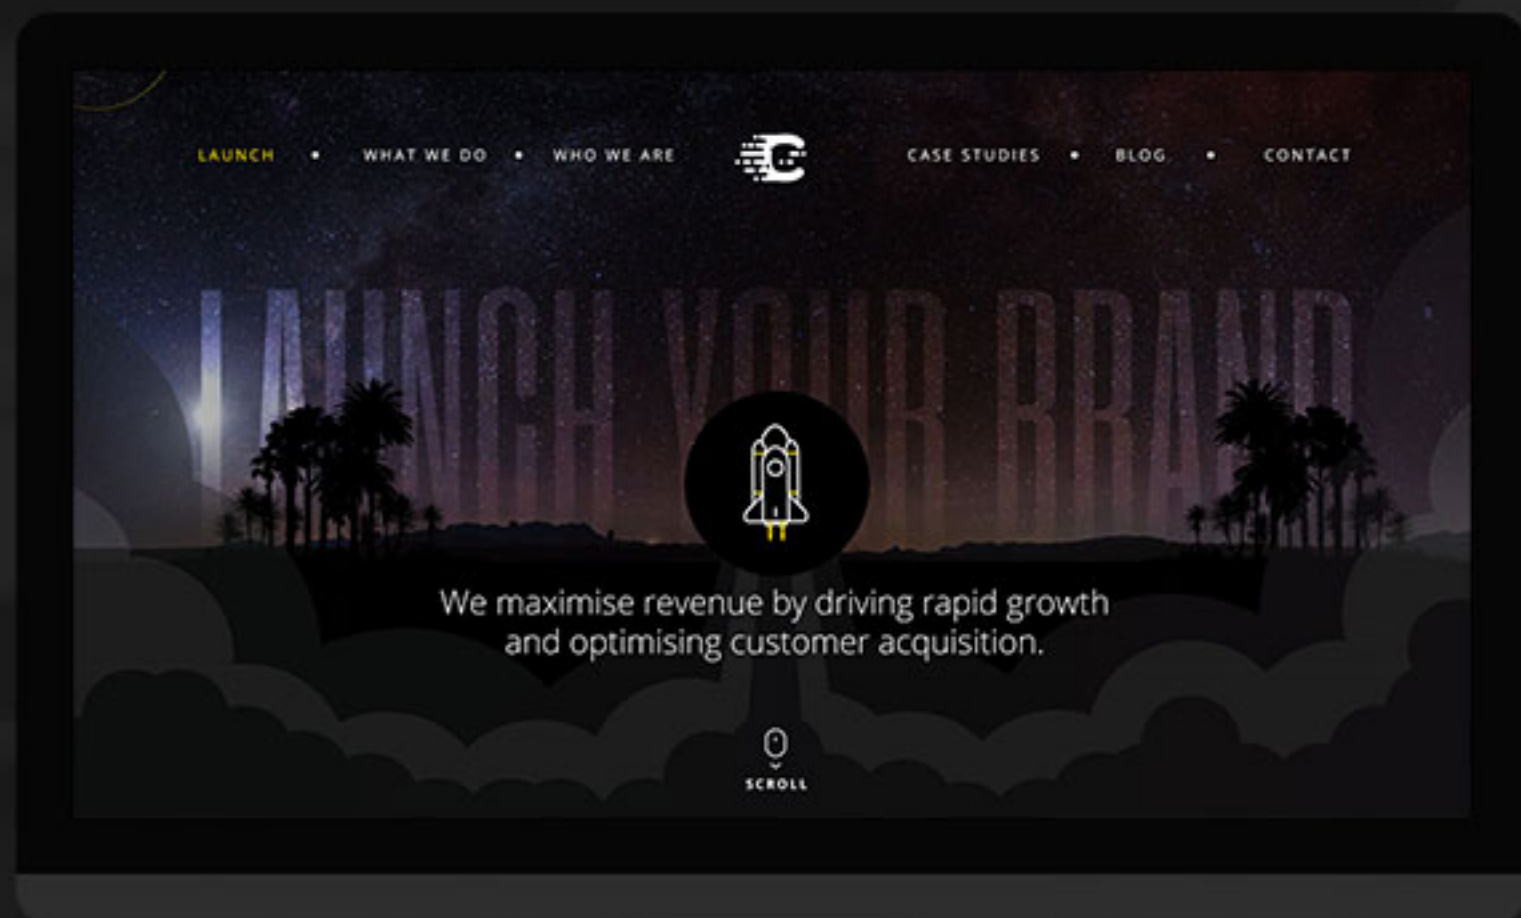 LAUNCH • WHAT WE DO • WHO WE ARE C CASE STUDIES • BLOG • CONTACT
LAUNCH YOUR BRAND
We maximise revenue by driving rapid growth
and optimising customer acquisition.
SCROLL